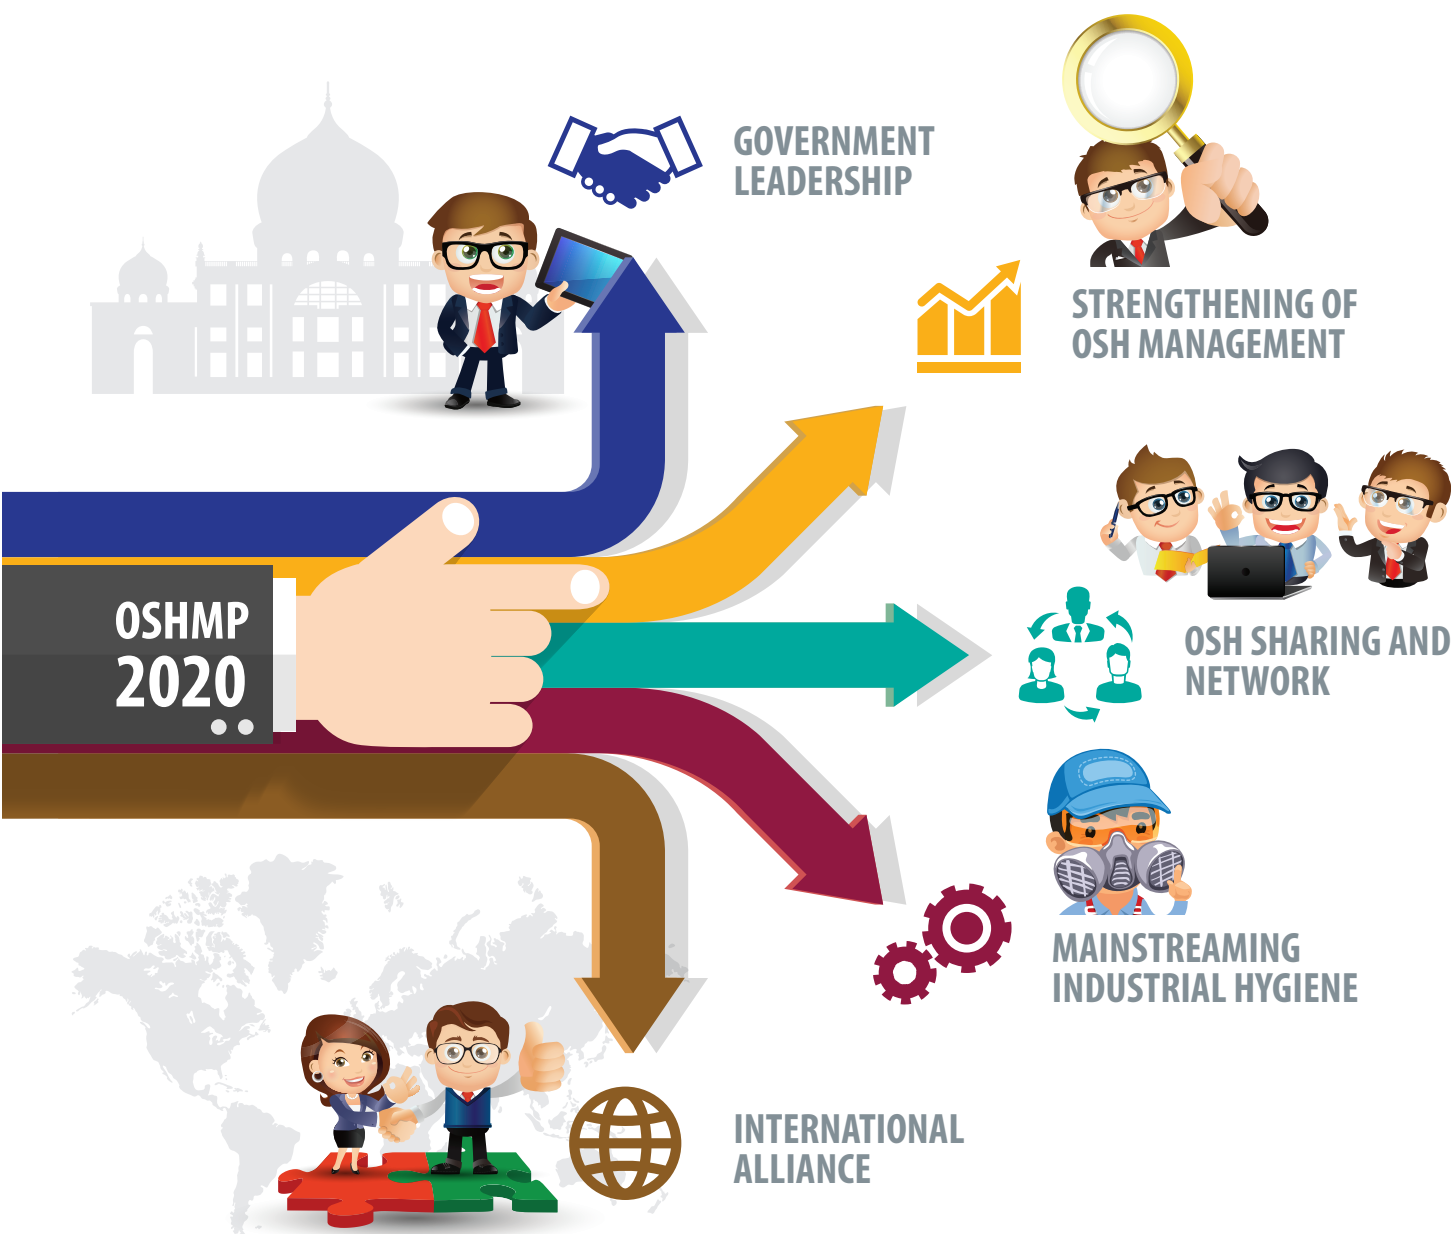 GOVERNMENT
LEADERSHIP
STRENGTHENING OF
OSH MANAGEMENT
OSHMP
2020
OSH SHARING AND
NETWORK
MAINSTREAMING
INDUSTRIAL HYGIENE
INTERNATIONAL
ALLIANCE